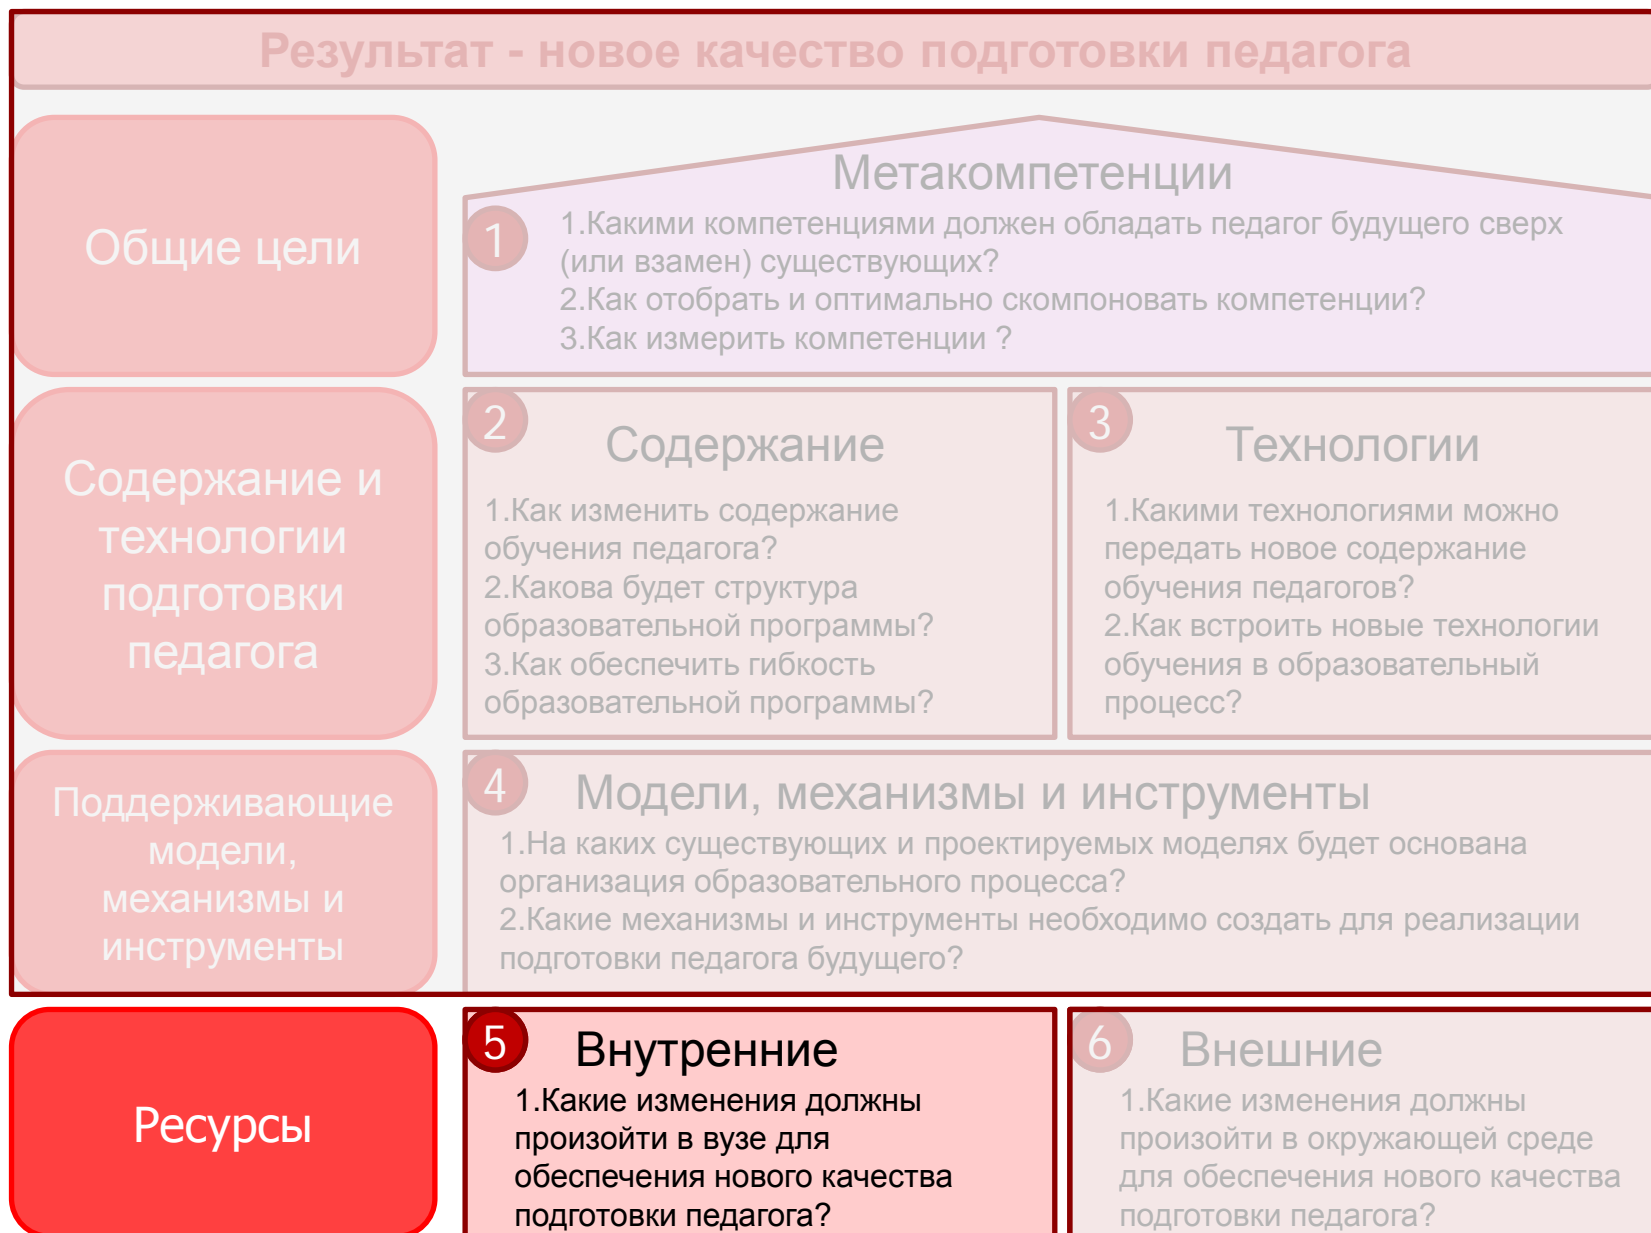 Результат - новое качество подготовки педагога
Общие цели
Метакомпетенции
1
1.Какими компетенциями должен обладать педагог будущего сверх
(или взамен) существующих?
2.Как отобрать и оптимально скомпоновать компетенции?
3.Как измерить компетенции ?
Содержание и
технологии
подготовки
педагога
2
Содержание
1.Как изменить содержание
обучения педагога?
2.Какова будет структура
образовательной программы?
3.Как обеспечить гибкость
образовательной программы?
3
Технологии
1.Какими технологиями можно
передать новое содержание
обучения педагогов?
2.Как встроить новые технологии
обучения в образовательный
процесс?
Поддерживающие
модели,
механизмы и
инструменты
4
Модели, механизмы и инструменты
1.На каких существующих и проектируемых моделях будет основана
организация образовательного процесса?
2.Какие механизмы и инструменты необходимо создать для реализации
подготовки педагога будущего?
Ресурсы
5
Внутренние
1.Какие изменения должны
произойти в вузе для
обеспечения нового качества
подготовки педагога?
6
Внешние
1.Какие изменения должны
произойти в окружающей среде
для обеспечения нового качества
подготовки педагога?